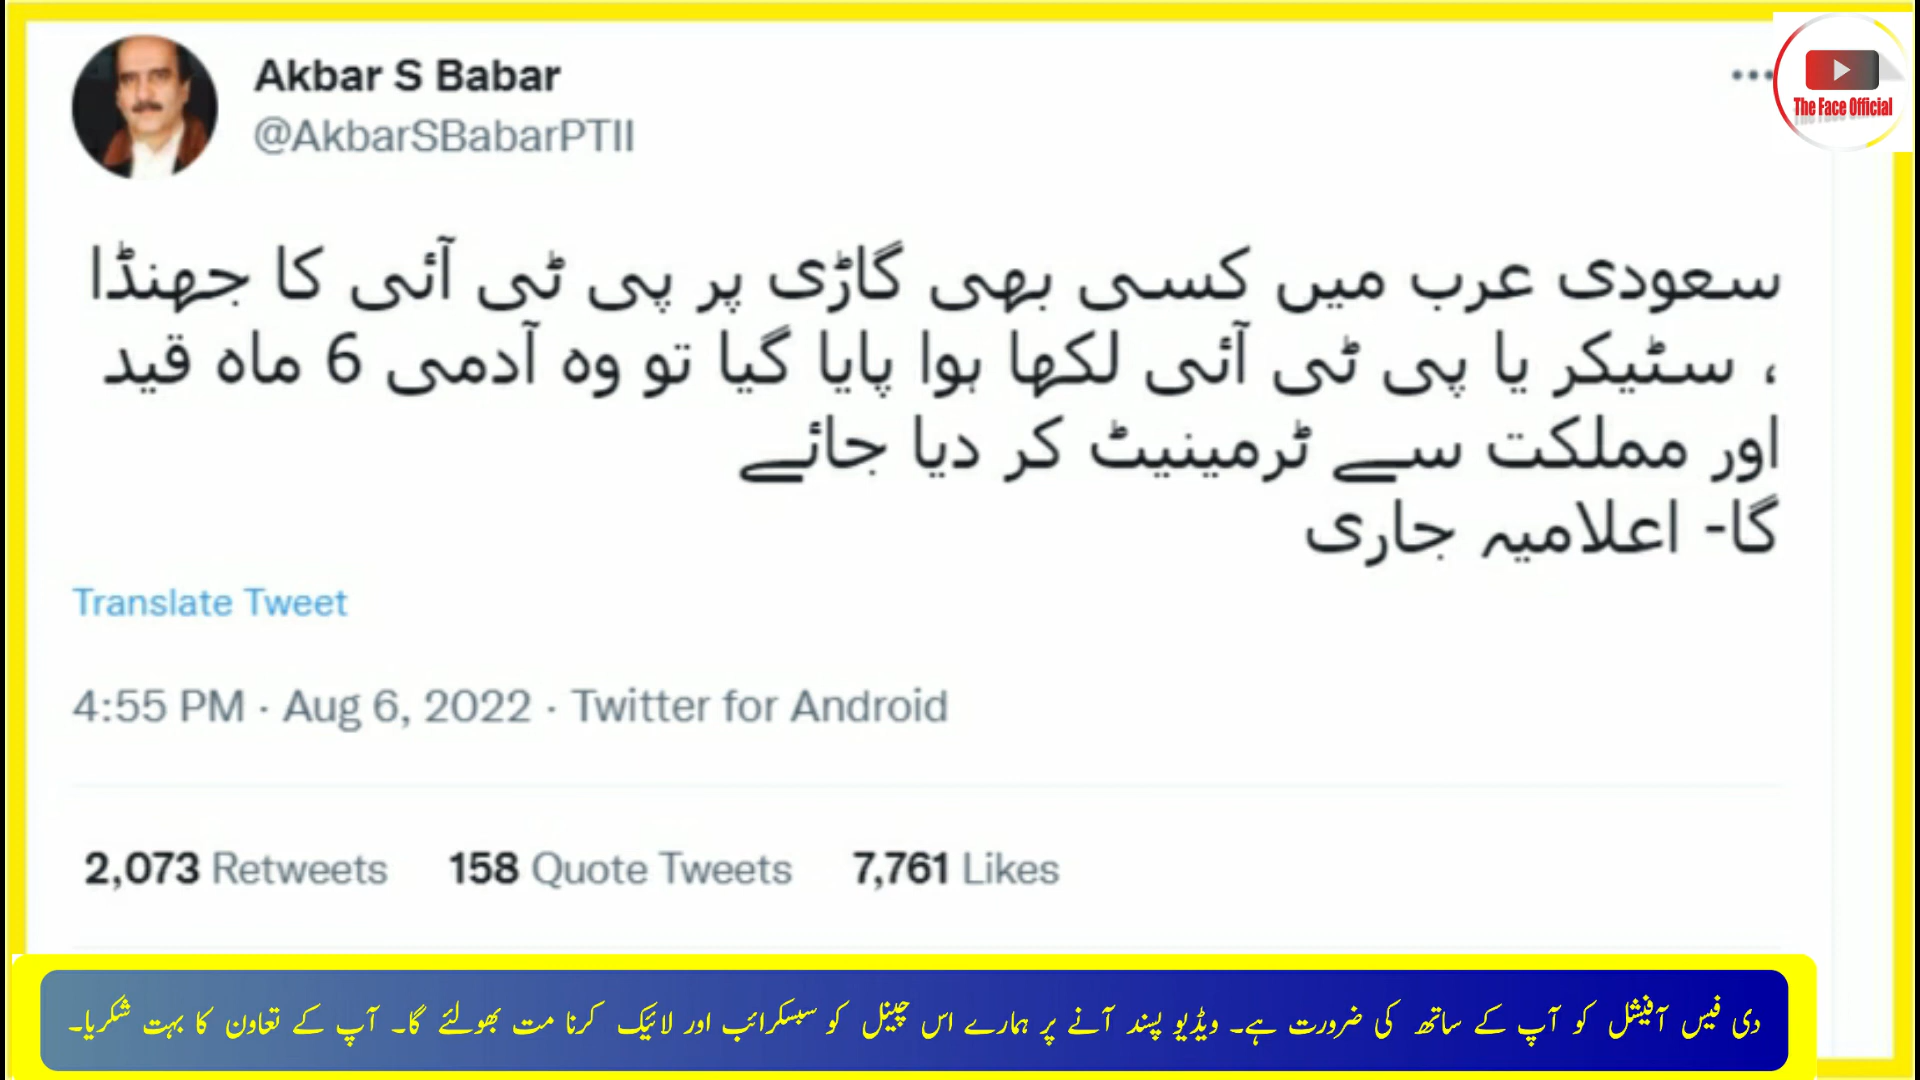 Akbar S Babar
@AkbarSBabarPTII
The Face Official
سعودی عرب میں کسی بھی گاڑی پر پی ٹی آئی کا جھنڈا
، سٹیکر یا پی ٹی آئی لکھا ہوا پایا گیا تو وہ آدمی 6 ماہ قید
اور مملکت سے ٹرمینیٹ کر دیا جائے
گا- اعلامیہ جاری
Translate Tweet
4:55 PM · Aug 6, 2022 · Twitter for Android
2,073 Retweets 158 Quote Tweets 7,761 Likes
دی فیس آفیشل کو آپ کے ساتھ کی ضرورت ہے۔ ویڈیو پسند آنے پر ہمارے اس چینل کو سبسکرائب اور لائیک کرنا مت بھولئے گا۔ آپ کے تعاون کا بہت شکریا۔